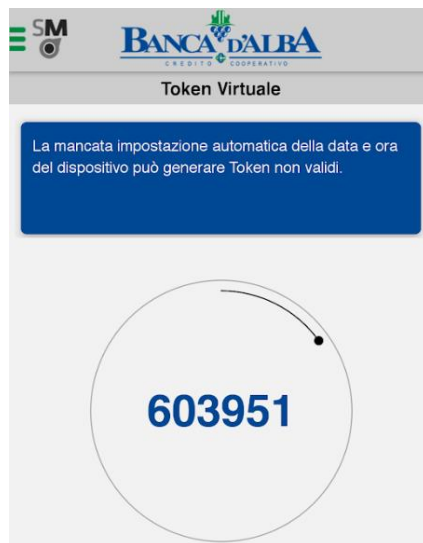 SM
BANCA D'ALBA
CREDITO COOPERATIVO
Token Virtuale
La mancata impostazione automatica della data e ora
del dispositivo può generare Token non validi.
603951